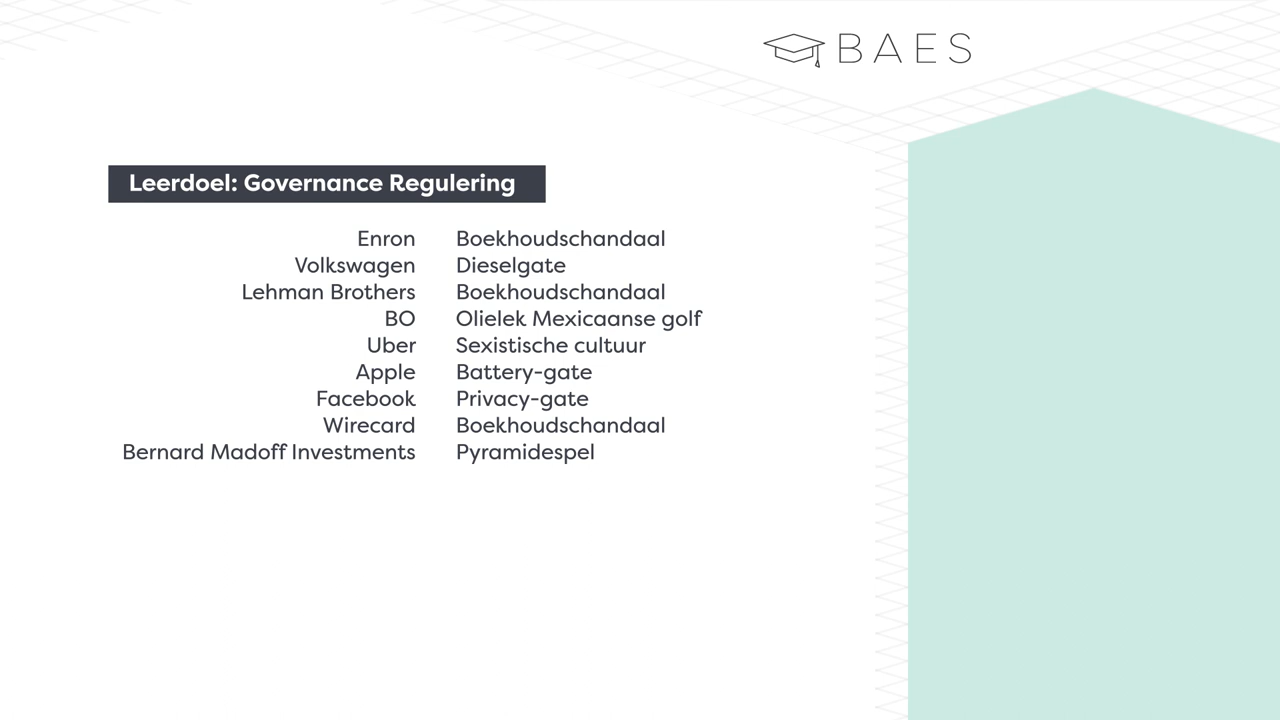 BAES
Leerdoel: Governance Regulering
Enron Boekhoudschandaal
Volkswagen Dieselgate
Lehman Brothers Boekhoudschandaal
BO Olielek Mexicaanse golf
Uber Sexistische cultuur
Apple Battery-gate
Facebook Privacy-gate
Wirecard Boekhoudschandaal
Bernard Madoff Investments Pyramidespel